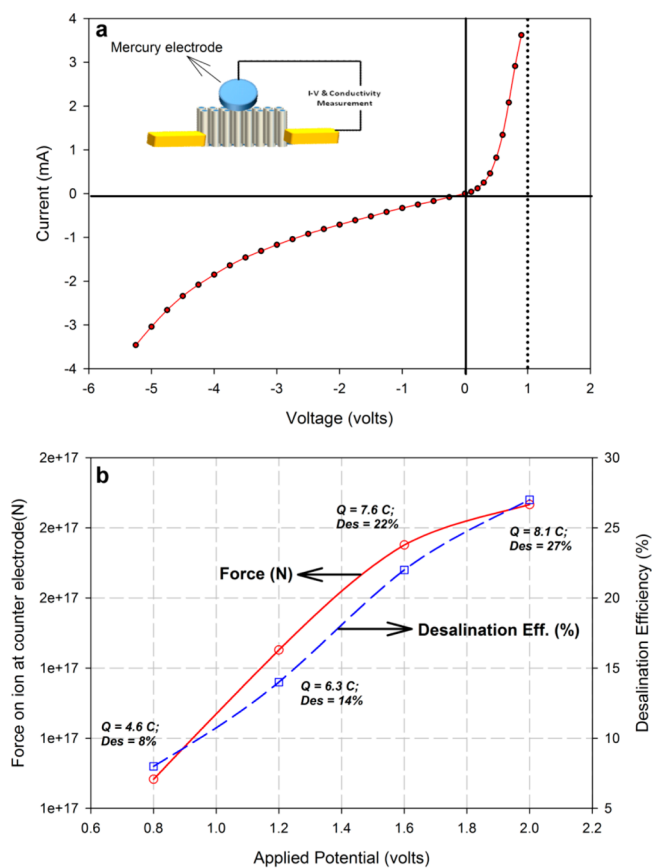 a
Mercury electrode
I-V & Conductivity
Measurement
4
3
2
1
0
-1
-2
-3
-4
Current (mA)
-6 -5 -4 -3 -2 -1 0 1 2
Voltage (volts)
b
2e+17
2e+17
2e+17
1e+17
1e+17
1e+17
Force on ion at counter electrode(N)
Q = 7.6 C;
Des = 22%
Q = 8.1 C;
Des = 27%
Force (N)
Desalination Eff. (%)
Q = 6.3 C;
Des = 14%
Q = 4.6 C;
Des = 8%
30
25
20
15
10
5
Desalination Efficiency (%)
0.6 0.8 1.0 1.2 1.4 1.6 1.8 2.0 2.2
Applied Potential (volts)